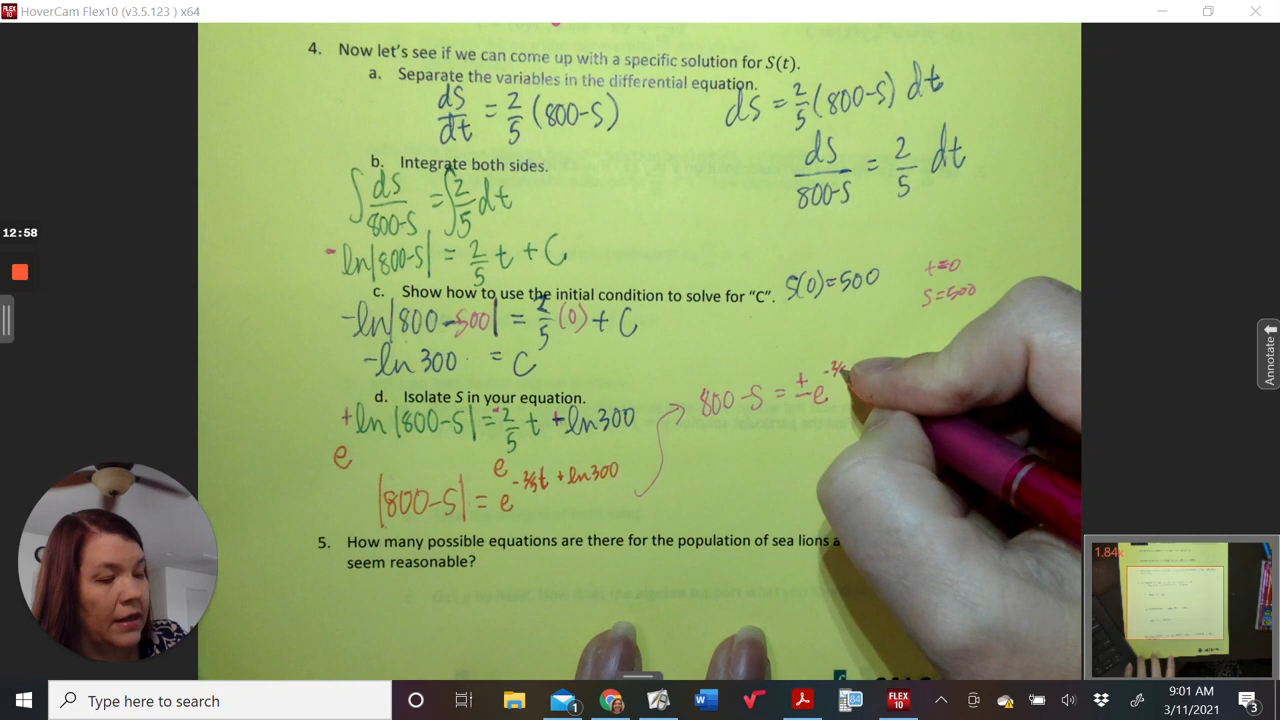 HoverCam Flex10 (v3.5.123 ) x64
4. Now let's see if we can come up with a specific solution for S(t).
a. Separate the variables in the differential equation.
dS/dt = 2/5 (800-S)
dS = 2/5 (800-S) dt
dS/800-S = 2/5 dt
b. Integrate both sides.
∫ dS/800-S = ∫ 2/5 dt
-ln|800-S| = 2/5 t + C
12:58
c. Show how to use the initial condition to solve for "C".
S(0)=500
t=0
S=500
-ln|800-500| = 2/5 (0) + C
-ln300 = C
d. Isolate S in your equation.
+ln|800-S| = -2/5 t +ln300
e e
|800-S| = e^-2/5t +ln300
800-S = ±e^-2/
5. How many possible equations are there for the population of sea lions
seem reasonable?
Annotate
1.84x
Type here to search
9:01 AM
3/11/2021